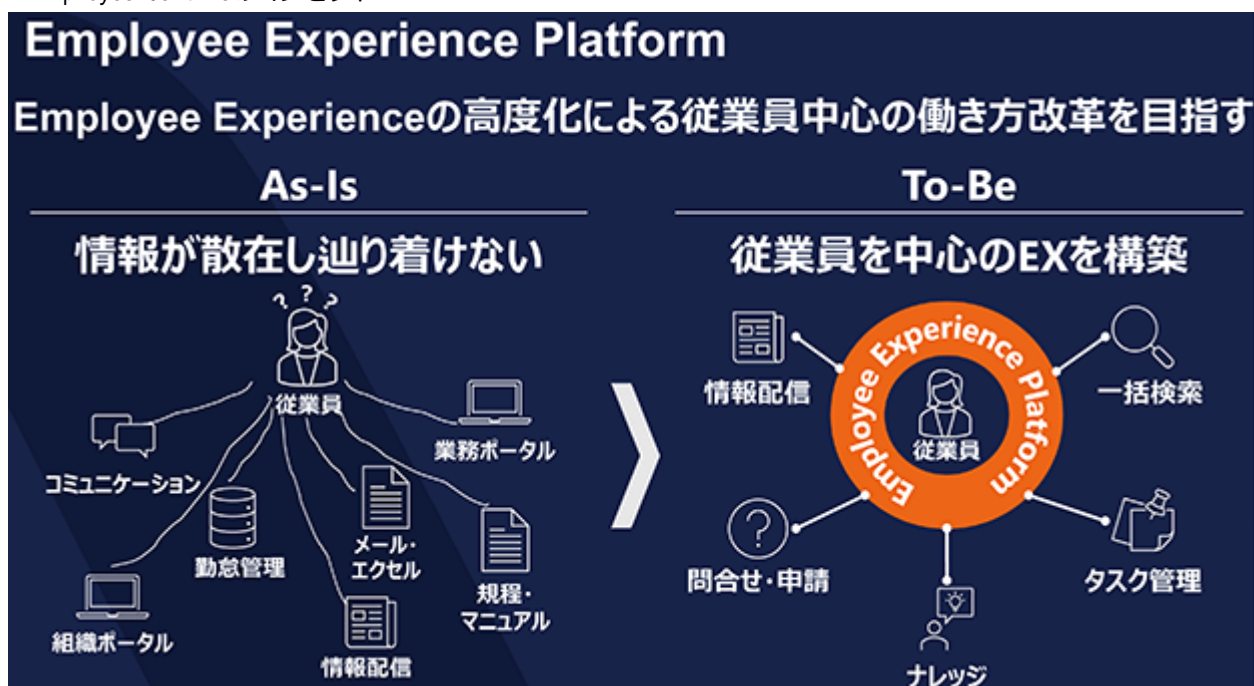 Employee Experience Platform
Employee Experienceの高度化による従業員中心の働き方改革を目指す
As-Is
情報が散在し辿り着けない
? ? ?
従業員
コミュニケーション
業務ポータル
勤怠管理
メール・
エクセル
規程・
マニュアル
組織ポータル
情報配信
To-Be
従業員を中心のEXを構築
Employee Experience Platform
従業員
情報配信
一括検索
?
問合せ・申請
タスク管理
ナレッジ